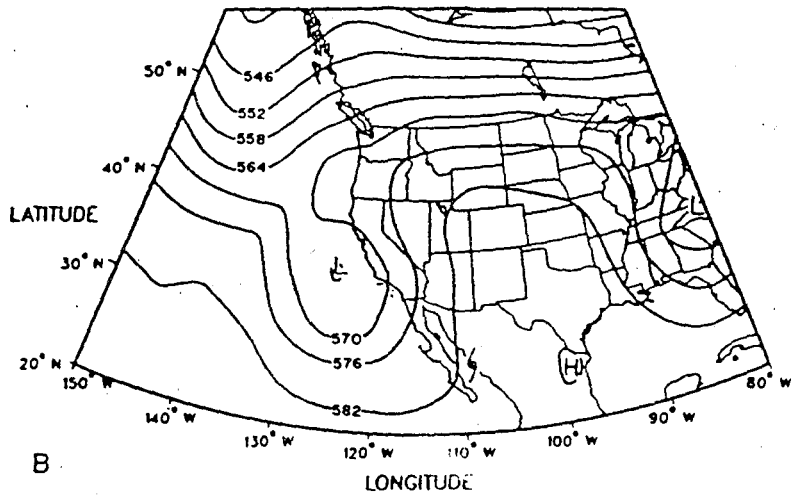 50° N
546
552
558
564
40° N
LATITUDE
L
30° N
L
570
576
20° N
H
150° W
80° W
582
140° W
90° W
130° W
100° W
120° W
110° W
B
LONGITUDE